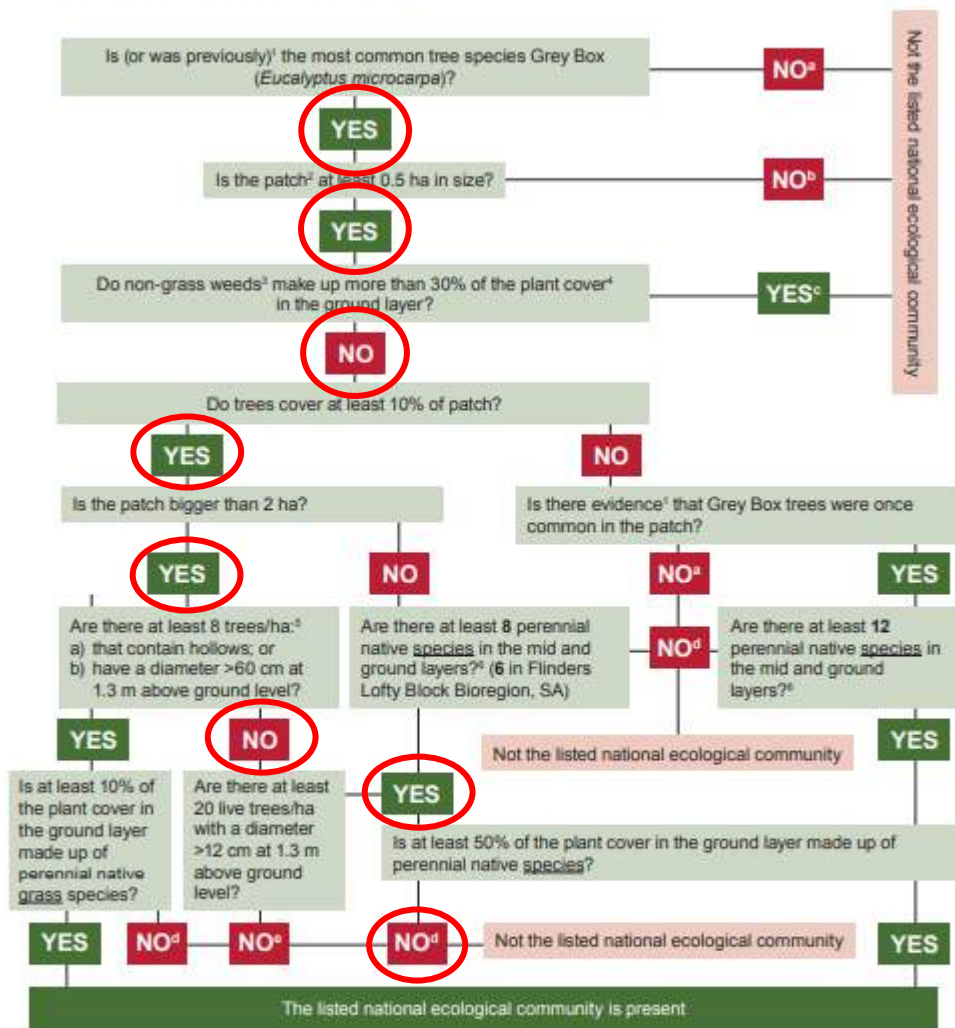 Is (or was previously)¹ the most common tree species Grey Box
(Eucalyptus microcarpa)?
NOᵃ
Not the listed national ecological community
YES
Is the patch² at least 0.5 ha in size?
NOᵇ
YES
Do non-grass weeds³ make up more than 30% of the plant cover⁴
in the ground layer?
YESᶜ
NO
Do trees cover at least 10% of patch?
YES
NO
Is the patch bigger than 2 ha?
Is there evidence¹ that Grey Box trees were once
common in the patch?
YES
NO
NOᵃ
YES
Are there at least 8 trees/ha:⁵
a) that contain hollows; or
b) have a diameter >60 cm at
1.3 m above ground level?
Are there at least 8 perennial
native species in the mid and
ground layers?⁶ (6 in Flinders
Lofty Block Bioregion, SA)
NOᵈ
Are there at least 12
perennial native species in
the mid and ground
layers?⁶
YES
NO
Not the listed national ecological community
YES
Is at least 10% of
the plant cover in
the ground layer
made up of
perennial native
grass species?
Are there at least
20 live trees/ha
with a diameter
>12 cm at 1.3 m
above ground
level?
YES
Is at least 50% of the plant cover in the ground layer made up of
perennial native species?
YES
NOᵈ
NOᵉ
NOᵈ
Not the listed national ecological community
YES
The listed national ecological community is present